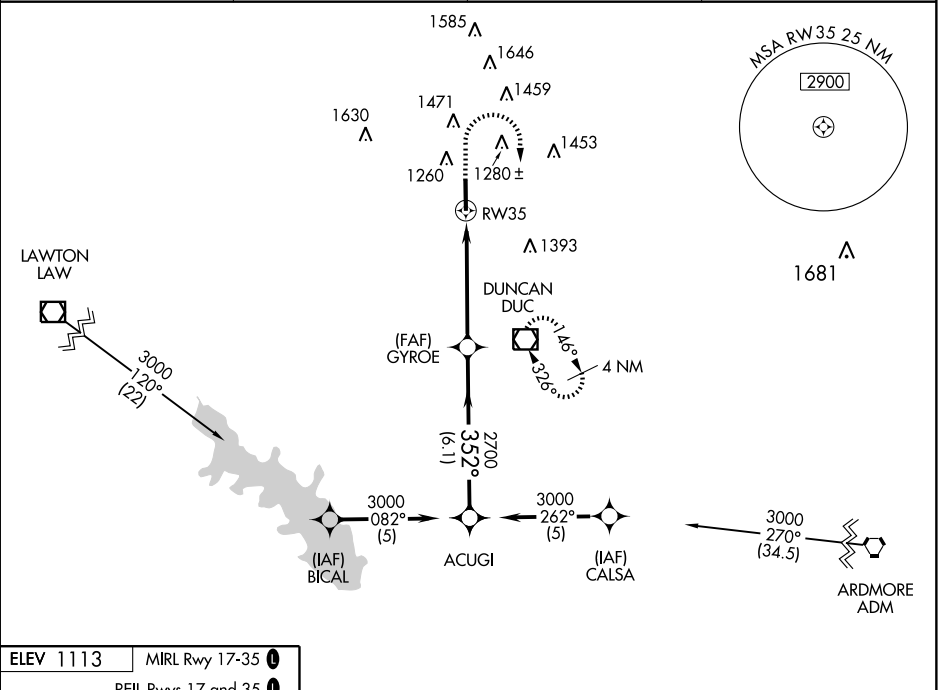 1585
1646
MSA RW35 25 NM
2900
1459
1471
1630
1453
1260
1280 ±
RW35
1393
1681
LAWTON
LAW
DUNCAN
DUC
(FAF)
GYROE
146°
326°
4 NM
3000
120°
(22)
2700
352°
(6.1)
3000
082°
(5)
3000
262°
(5)
3000
270°
(34.5)
(IAF)
BICAL
ACUGI
(IAF)
CALSA
ARDMORE
ADM
ELEV 1113
MIRL Rwy 17-35 L
REIL Rwys 17 and 35 L